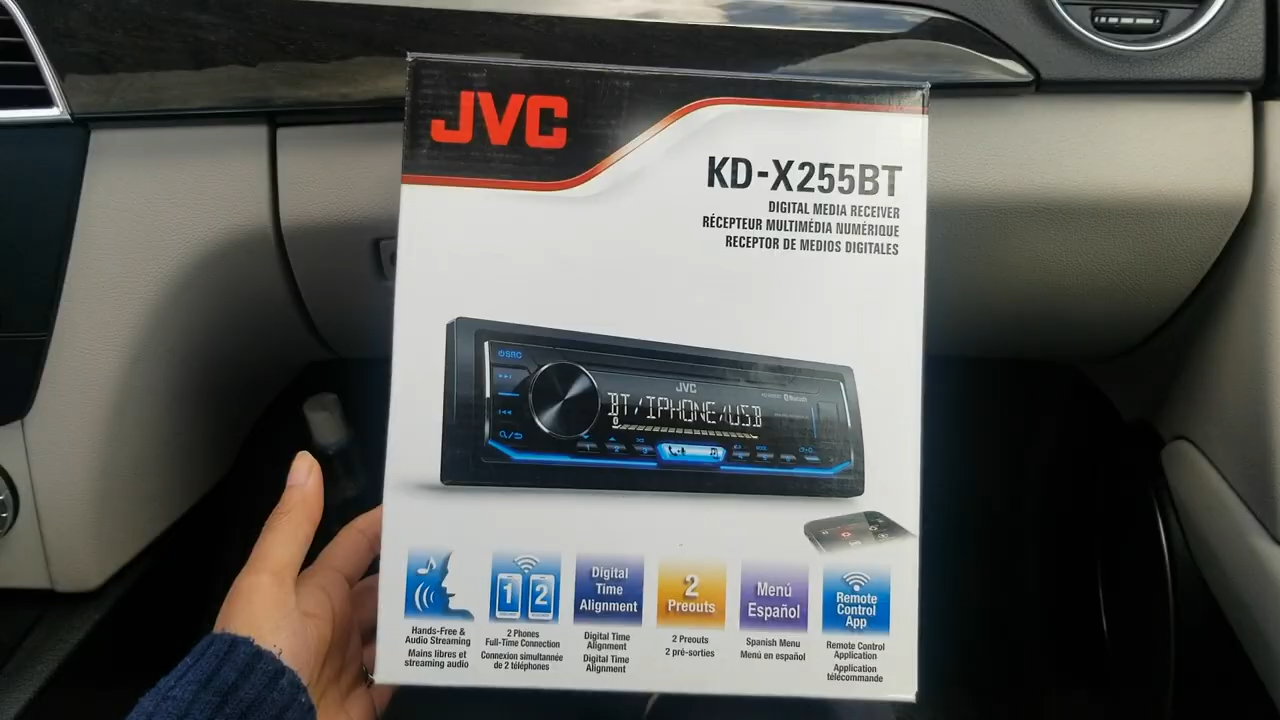 JVC
KD-X255BT
DIGITAL MEDIA RECEIVER
RÉCEPTEUR MULTIMÉDIA NUMÉRIQUE
RECEPTOR DE MEDIOS DIGITALES
SRC
JVC
Bluetooth
BT/IPHONE/USB
1
2
Digital
Time
Alignment
2
Preouts
Menú
Español
Remote
Control
App
Hands-Free &
Audio Streaming
Mains libres et
streaming audio
2 Phones
Full-Time Connection
Connexion simultanée
de 2 téléphones
Digital Time
Alignment
Digital Time
Alignment
2 Preouts
2 pré-sorties
Spanish Menu
Menú en español
Remote Control
Application
Application
télécommande